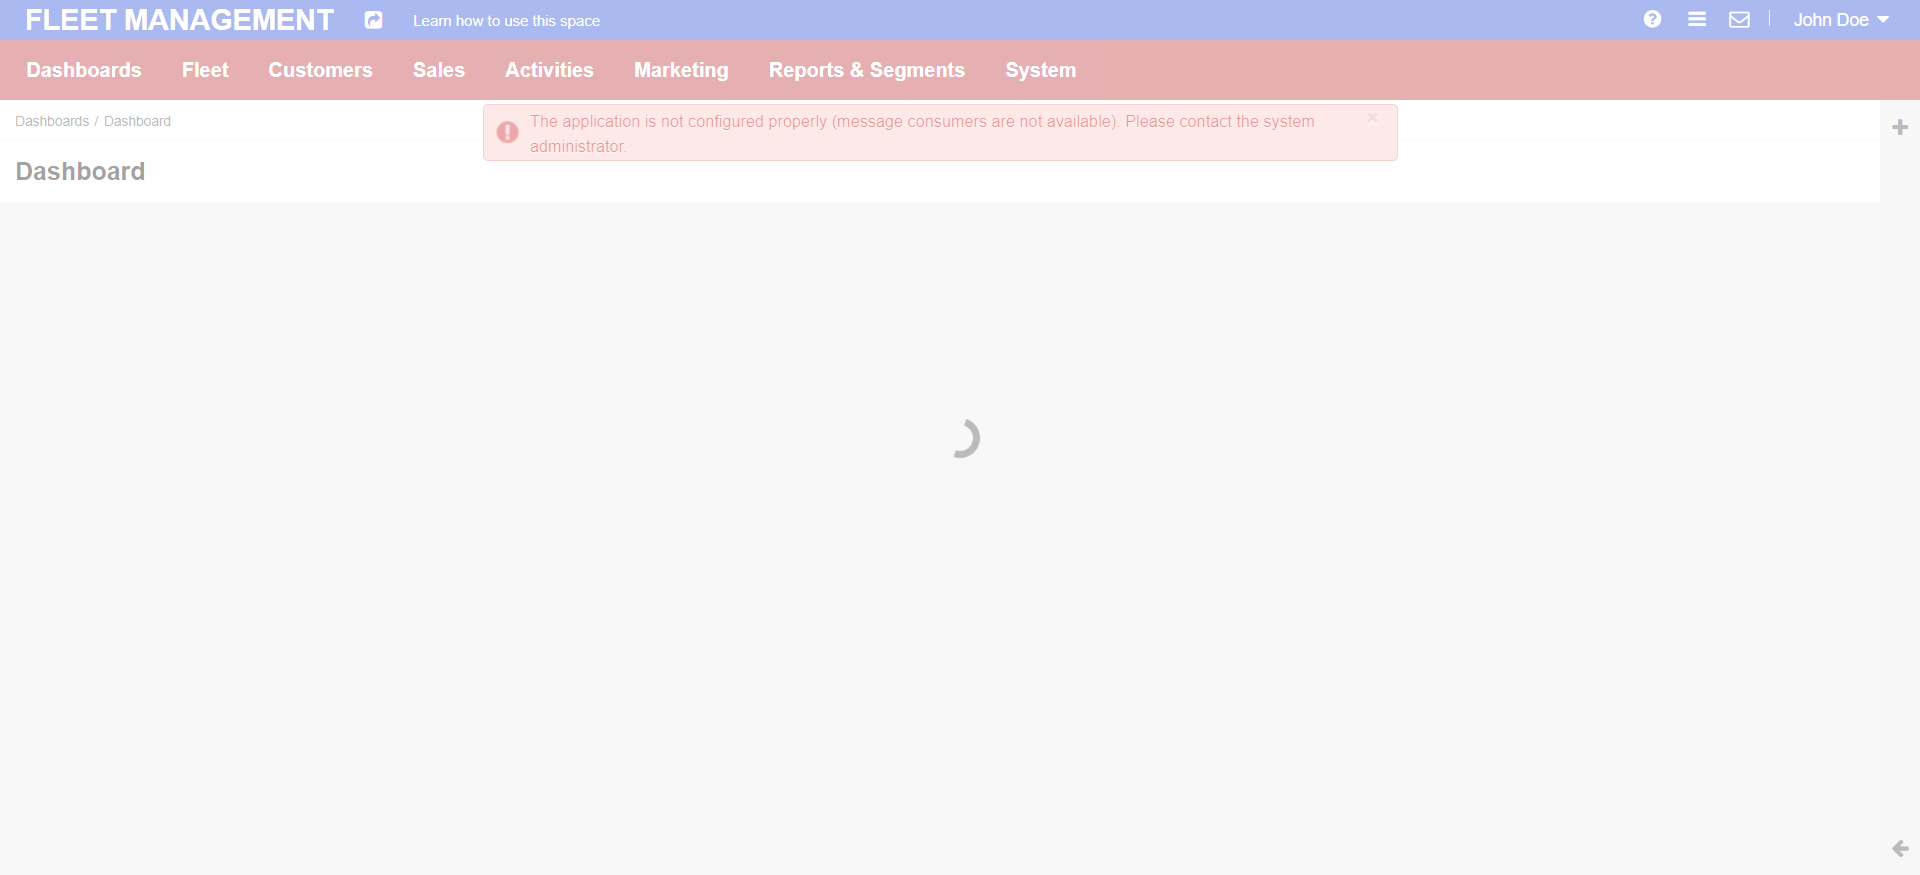 FLEET MANAGEMENT
Learn how to use this space
John Doe
Dashboards Fleet Customers Sales Activities Marketing Reports & Segments System
Dashboards / Dashboard
The application is not configured properly (message consumers are not available). Please contact the system
administrator.
×
Dashboard